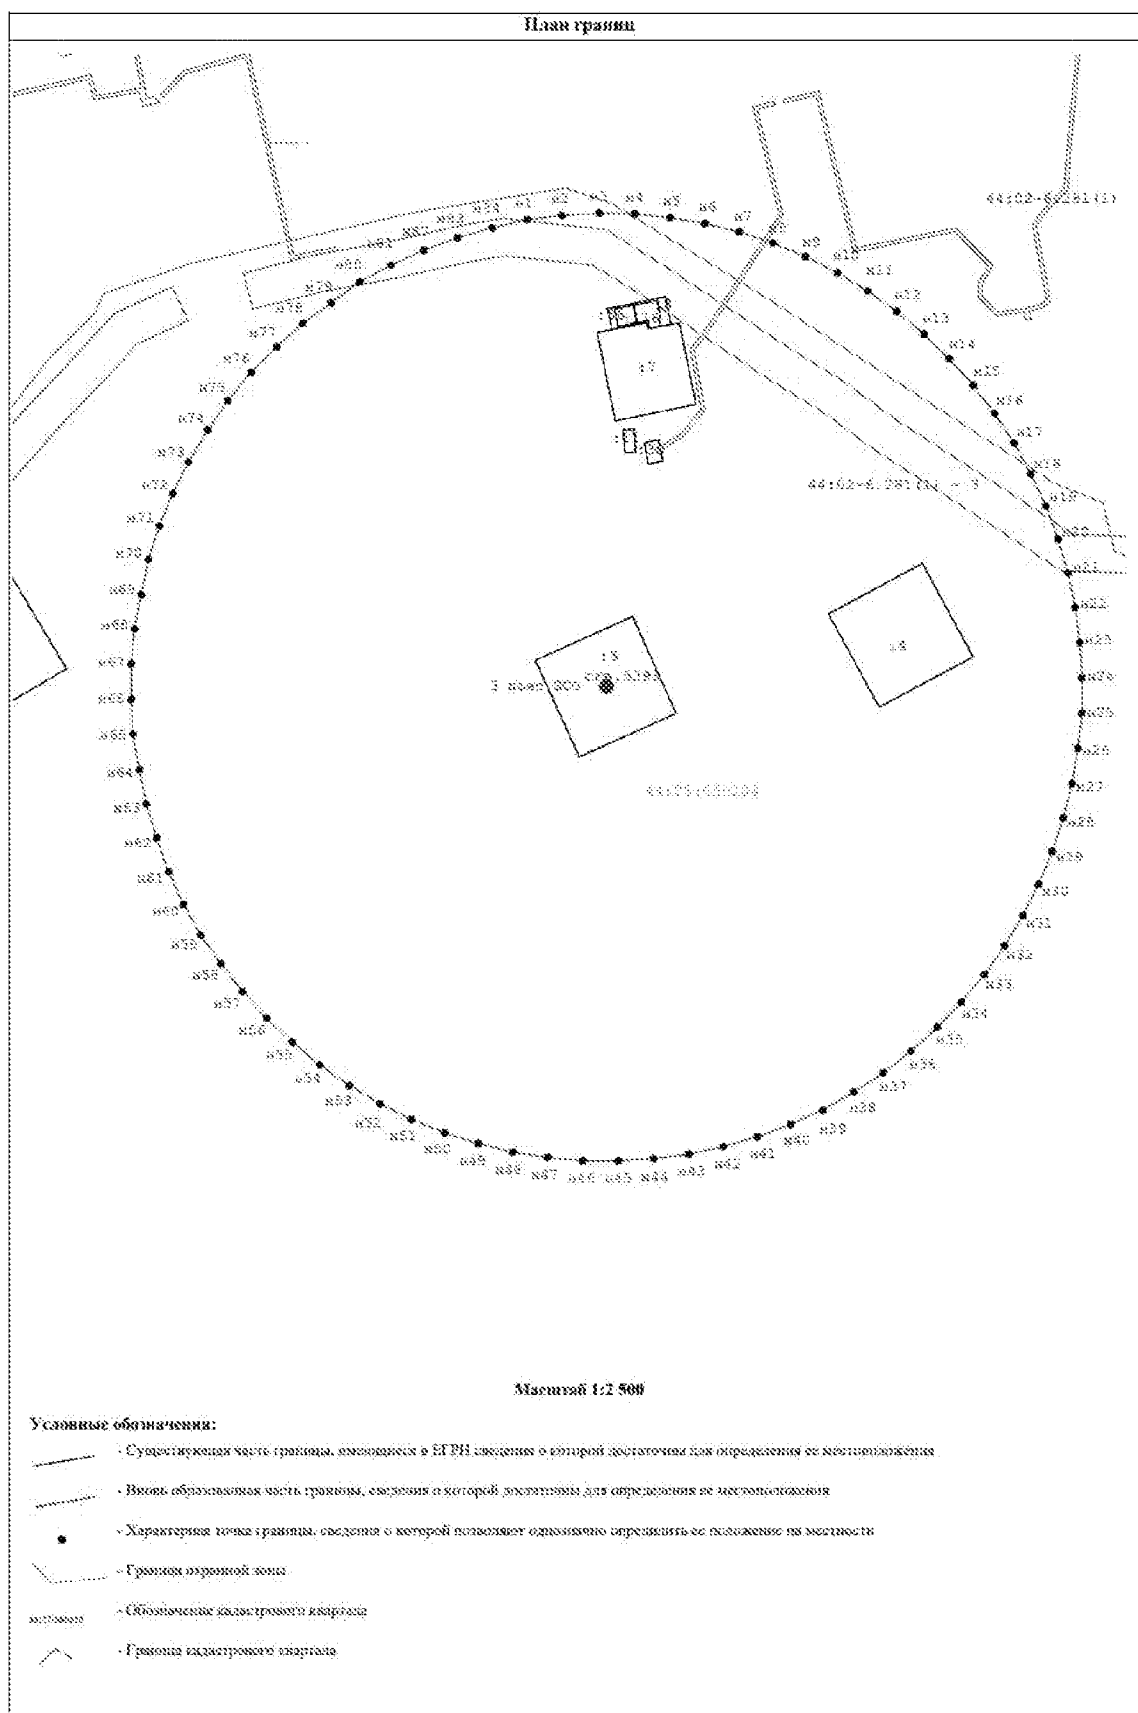 План границ
44:02-6.281(1)
н1
н2
н3
н4
н5
н6
н7
н9
н10
н11
н12
н13
н14
н15
н16
н17
н18
н19
н20
н21
н22
н23
н24
н25
н26
н27
н28
н29
н30
н31
н32
н33
н34
н35
н36
н37
н38
н39
н40
н41
н42
н43
н44
н45
н46
н47
н48
н49
н50
н51
н52
н53
н54
н55
н56
н57
н58
н59
н60
н61
н62
н63
н64
н65
н66
н67
н68
н69
н70
н71
н72
н73
н74
н75
н76
н77
н78
н79
н80
н81
н82
н83
:7
:5
Масштаб 1:2 500
Условные обозначения:
- Существующая часть границы, имеющиеся в ЕГРН сведения о которой достаточны для определения ее местоположения
- Вновь образованная часть границы, сведения о которой достаточны для определения ее местоположения
- Характерная точка границы, сведения о которой позволяют однозначно определить ее положение на местности
- Граница охранной зоны
- Обозначение кадастрового квартала
- Граница кадастрового квартала